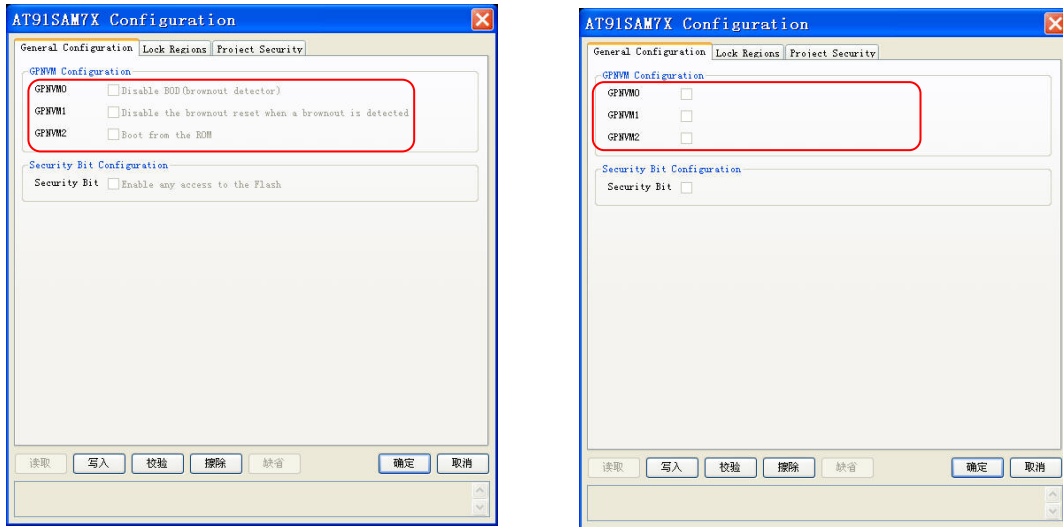 AT91SAM7X Configuration
General Configuration Lock Regions Project Security
GPNVM Configuration
GPNVM0 Disable BOD(brownout detector)
GPNVM1 Disable the brownout reset when a brownout is detected
GPNVM2 Boot from the ROM
Security Bit Configuration
Security Bit Enable any access to the Flash
读取 写入 校验 擦除 缺省 确定 取消
AT91SAM7X Configuration
General Configuration Lock Regions Project Security
GPNVM Configuration
GPNVM0
GPNVM1
GPNVM2
Security Bit Configuration
Security Bit
读取 写入 校验 擦除 缺省 确定 取消